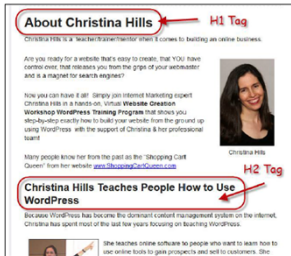 About Christina Hills
H1 Tag
Christina Hills is a teacher/trainer/mentor when it comes to building an online business.
Are you ready for a website that's easy to create, that YOU have
control over, that releases you from the grips of your webmaster
and is a magnet for search engines?
Now you can have it all! Simply join Internet Marketing expert
Christina Hills in a hands-on, Virtual Website Creation
Workshop WordPress Training Program that shows you
step-by-step exactly how to build your website from the ground up
using WordPress with the support of Christina & her professional
team!
Many people know her from the past as the "Shopping Cart
Queen" from her website www.ShoppingCartQueen.com
Christina Hills
H2 Tag
Christina Hills Teaches People How to Use
WordPress
Because WordPress has become the dominant content management system on the internet,
Christina has spent most of the last few years focusing on teaching WordPress.
She teaches online software to people who want to learn how to
use online tools to gain prospects and sell to customers. She